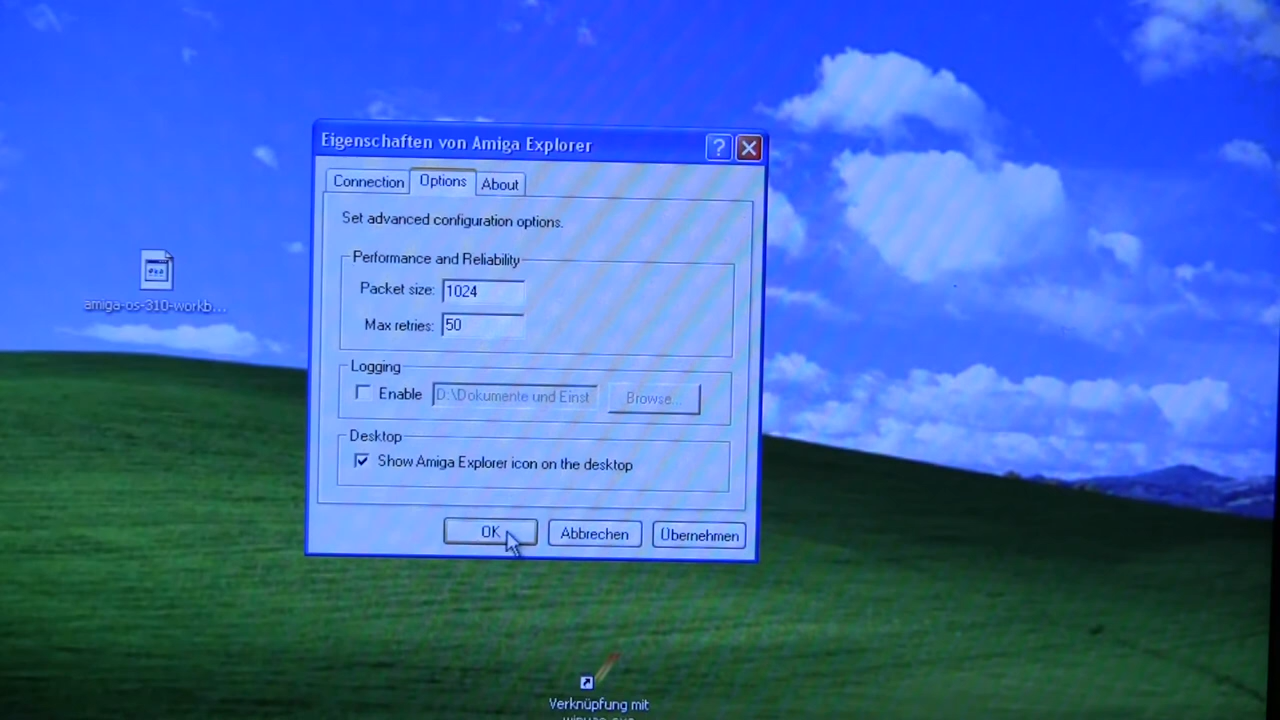 Eigenschaften von Amiga Explorer
Connection Options About
Set advanced configuration options.
Performance and Reliability
Packet size: 1024
Max retries: 50
Logging
Enable D:\Dokumente und Einst Browse...
Desktop
Show Amiga Explorer icon on the desktop
OK Abbrechen Übernehmen
amiga-os-310-workb...
Verknüpfung mit